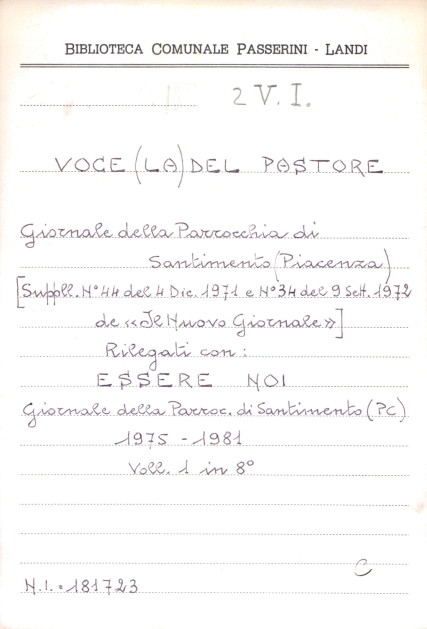 BIBLIOTECA COMUNALE PASSERINI - LANDI
2 V. I.
VOCE (LA) DEL PASTORE
Giornale della Parrocchia di
Santimento (Piacenza)
[Suppl. N° 44 del 4 Dic. 1971 e N° 34 del 9 Sett. 1972
de «Il Nuovo Giornale»]
Rilegati con:
ESSERE NOI
Giornale della Parroc. di Santimento (PC)
1975 - 1981
Voll. 1 in 8°
C
N.I. = 181723